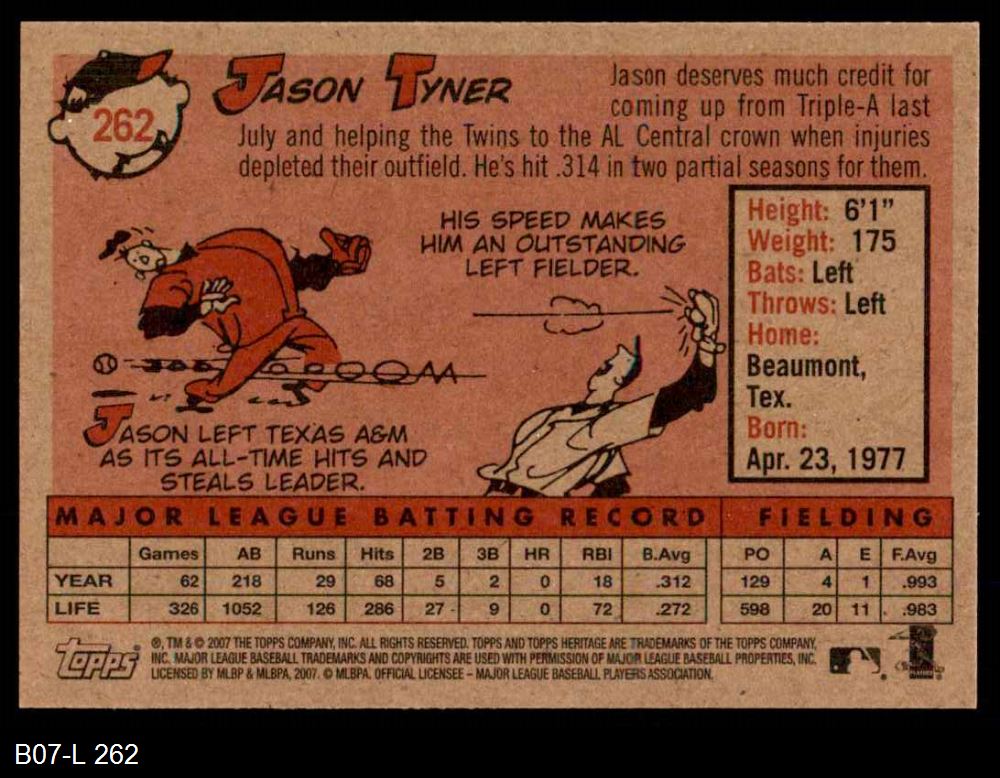 262
JASON TYNER
Jason deserves much credit for
coming up from Triple-A last
July and helping the Twins to the AL Central crown when injuries
depleted their outfield. He's hit .314 in two partial seasons for them.
HIS SPEED MAKES
HIM AN OUTSTANDING
LEFT FIELDER.
Height: 6'1"
Weight: 175
Bats: Left
Throws: Left
Home:
Beaumont,
Tex.
Born:
Apr. 23, 1977
JASON LEFT TEXAS A&M
AS ITS ALL-TIME HITS AND
STEALS LEADER.
MAJOR LEAGUE BATTING RECORD FIELDING
Games AB Runs Hits 2B 3B HR RBI B.Avg PO A E F.Avg
YEAR 62 218 29 68 5 2 0 18 .312 129 4 1 .993
LIFE 326 1052 126 286 27 9 0 72 .272 598 20 11 .983
topps
®, TM & © 2007 THE TOPPS COMPANY, INC. ALL RIGHTS RESERVED. TOPPS AND TOPPS HERITAGE ARE TRADEMARKS OF THE TOPPS COMPANY,
INC. MAJOR LEAGUE BASEBALL TRADEMARKS AND COPYRIGHTS ARE USED WITH PERMISSION OF MAJOR LEAGUE BASEBALL PROPERTIES, INC.
LICENSED BY MLBP & MLBPA, 2007. © MLBPA. OFFICIAL LICENSEE - MAJOR LEAGUE BASEBALL PLAYERS ASSOCIATION.
B07-L 262